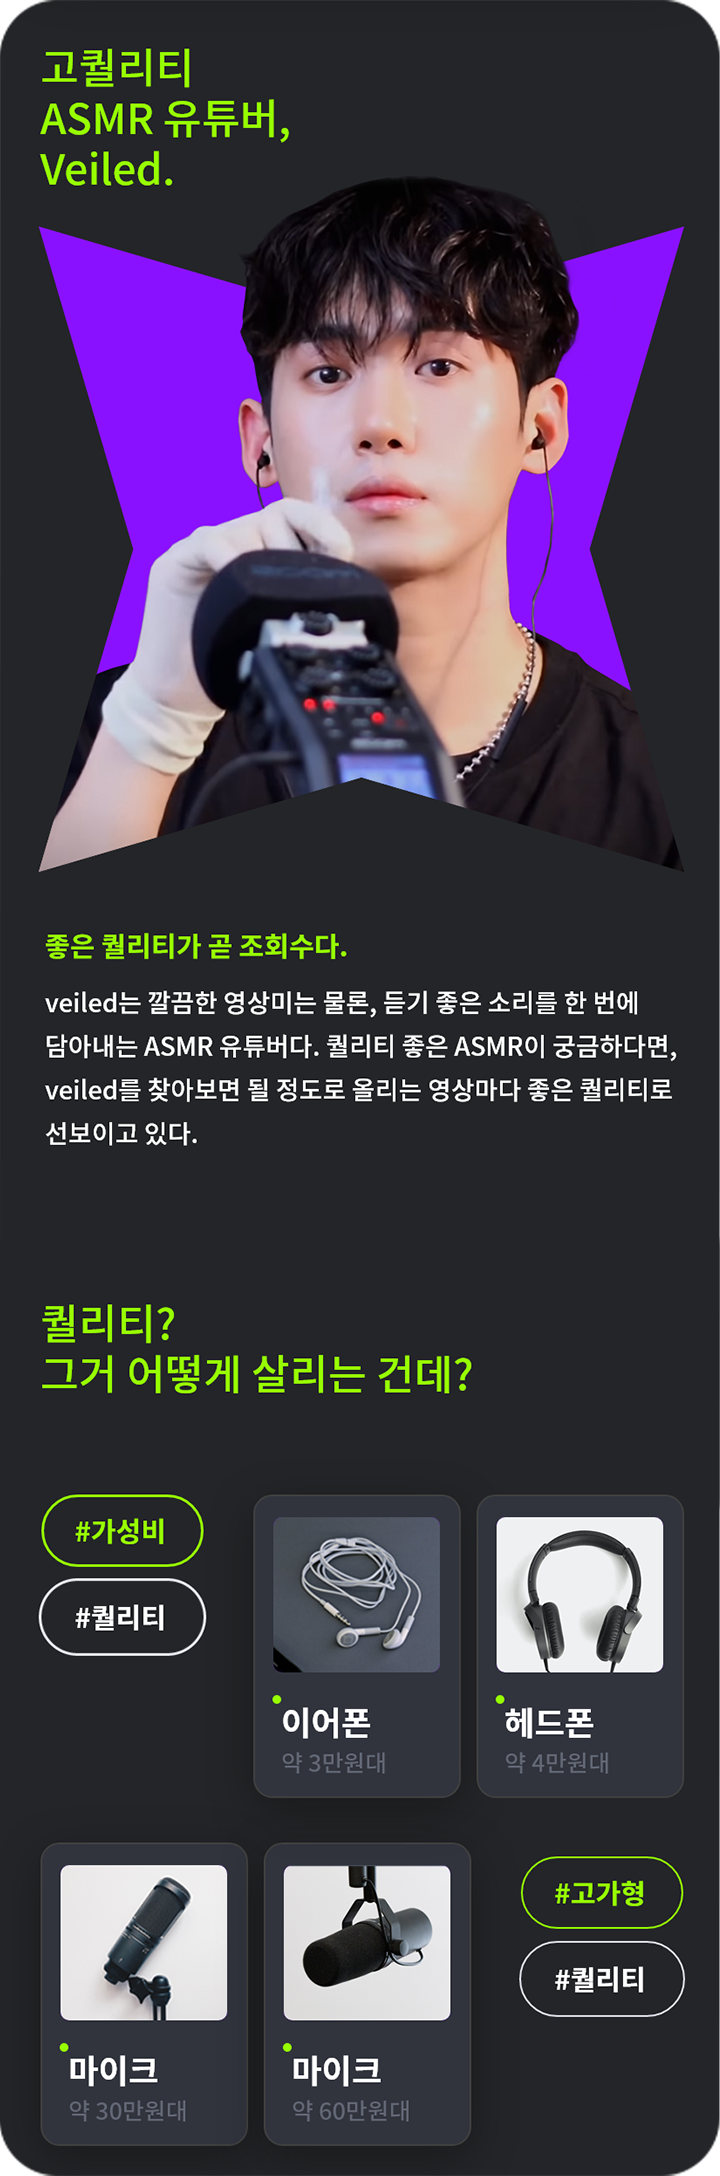 고퀄리티
ASMR 유튜버,
Veiled.
좋은 퀄리티가 곧 조회수다.
veiled는 깔끔한 영상미는 물론, 듣기 좋은 소리를 한 번에
담아내는 ASMR 유튜버다. 퀄리티 좋은 ASMR이 궁금하다면,
veiled를 찾아보면 될 정도로 올리는 영상마다 좋은 퀄리티로
선보이고 있다.
퀄리티?
그거 어떻게 살리는 건데?
#가성비
#퀄리티
이어폰
약 3만원대
헤드폰
약 4만원대
마이크
약 30만원대
마이크
약 60만원대
#고가형
#퀄리티